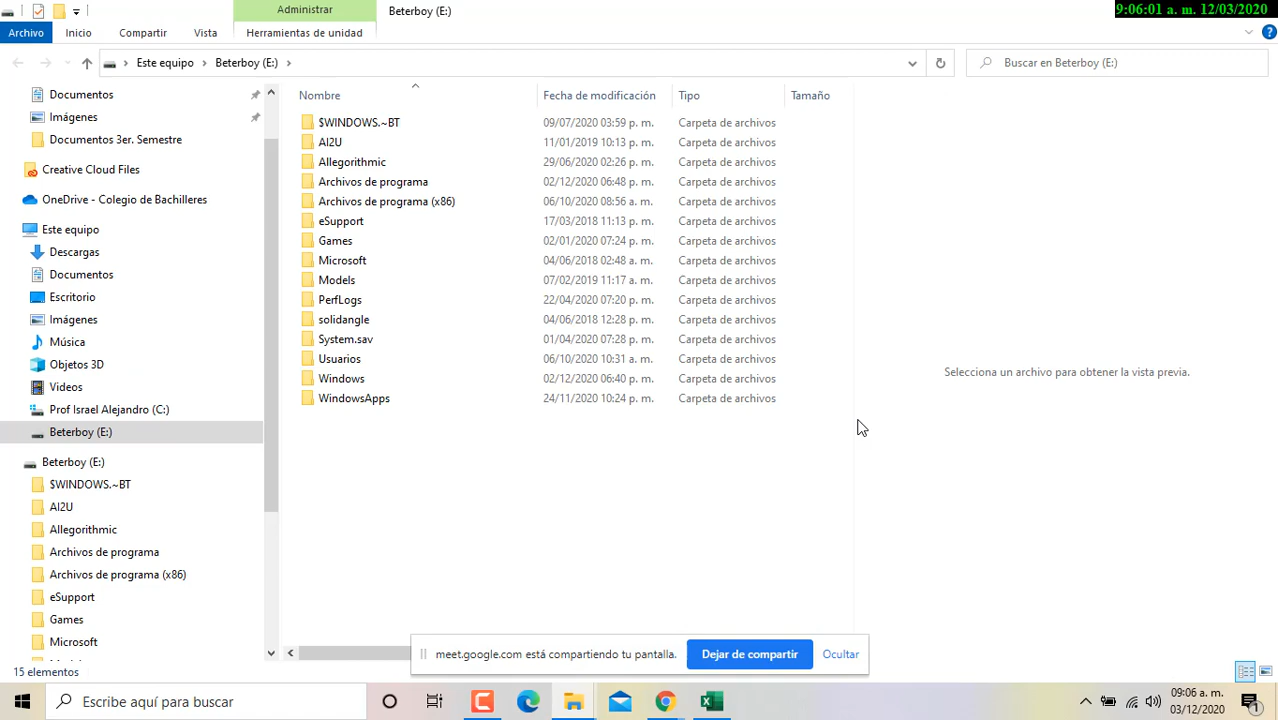 Administrar
Beterboy (E:)
9:06:01 a. m. 12/03/2020
Archivo
Inicio
Compartir
Vista
Herramientas de unidad
Este equipo
Beterboy (E:)
Buscar en Beterboy (E:)
Documentos
Imágenes
Documentos 3er. Semestre
Creative Cloud Files
OneDrive - Colegio de Bachilleres
Este equipo
Descargas
Documentos
Escritorio
Imágenes
Música
Objetos 3D
Videos
Prof Israel Alejandro (C:)
Beterboy (E:)
Beterboy (E:)
$WINDOWS.~BT
AI2U
Allegorithmic
Archivos de programa
Archivos de programa (x86)
eSupport
Games
Microsoft
Nombre Fecha de modificación Tipo Tamaño
$WINDOWS.~BT 09/07/2020 03:59 p. m. Carpeta de archivos
AI2U 11/01/2019 10:13 p. m. Carpeta de archivos
Allegorithmic 29/06/2020 02:26 p. m. Carpeta de archivos
Archivos de programa 02/12/2020 06:48 p. m. Carpeta de archivos
Archivos de programa (x86) 06/10/2020 08:56 a. m. Carpeta de archivos
eSupport 17/03/2018 11:13 p. m. Carpeta de archivos
Games 02/01/2020 07:24 p. m. Carpeta de archivos
Microsoft 04/06/2018 02:48 a. m. Carpeta de archivos
Models 07/02/2019 11:17 a. m. Carpeta de archivos
PerfLogs 22/04/2020 07:20 p. m. Carpeta de archivos
solidangle 04/06/2018 12:28 p. m. Carpeta de archivos
System.sav 01/04/2020 07:28 p. m. Carpeta de archivos
Usuarios 06/10/2020 10:31 a. m. Carpeta de archivos
Windows 02/12/2020 06:40 p. m. Carpeta de archivos
WindowsApps 24/11/2020 10:24 p. m. Carpeta de archivos
Selecciona un archivo para obtener la vista previa.
meet.google.com está compartiendo tu pantalla.
Dejar de compartir
Ocultar
15 elementos
Escribe aquí para buscar
09:06 a. m.
03/12/2020
1